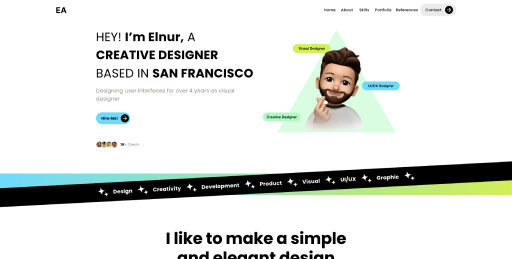 EA
Home About Skills Portfolio References Contact
HEY! I'm Elnur, A
CREATIVE DESIGNER
BASED IN SAN FRANCISCO
Designing user interfaces for over 4 years as visual
designer
Hire Me!
Visual Designer
UI/UX Designer
Creative Designer
1K+ Clients
Design Creativity Development Product Visual UI/UX Graphic
I like to make a simple
and elegant design